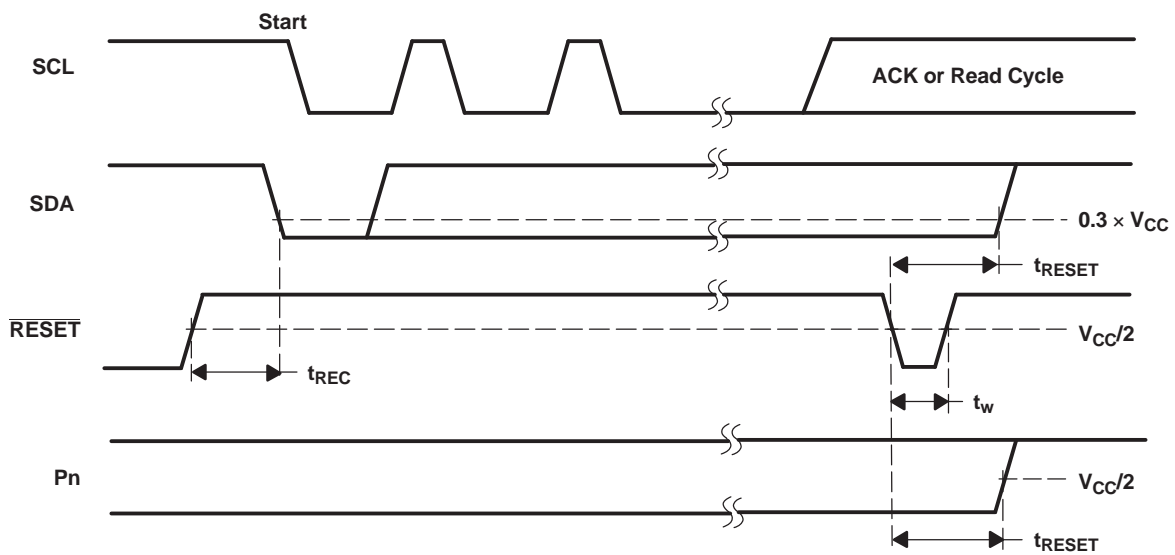 Start
SCL
ACK or Read Cycle
SDA
0.3 × VCC
tRESET
RESET
VCC/2
tREC
tw
Pn
VCC/2
tRESET